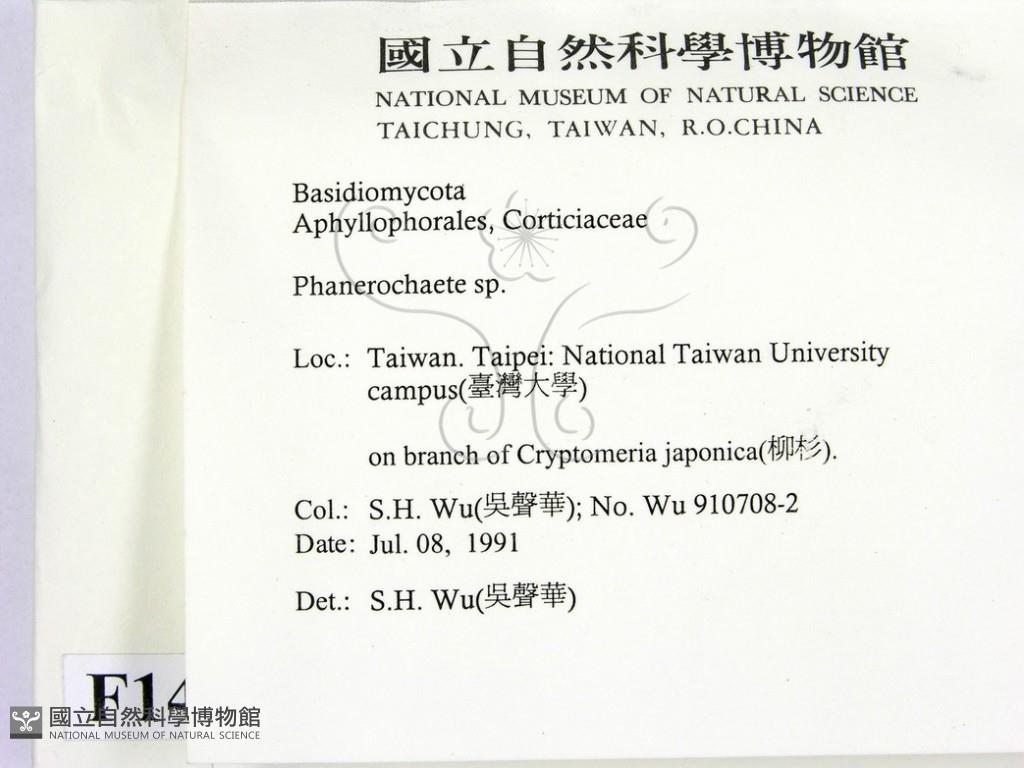 國立自然科學博物館
NATIONAL MUSEUM OF NATURAL SCIENCE
TAICHUNG, TAIWAN, R.O.CHINA
Basidiomycota
Aphyllophorales, Corticiaceae
Phanerochaete sp.
Loc.: Taiwan. Taipei: National Taiwan University
campus(臺灣大學)
on branch of Cryptomeria japonica(柳杉).
Col.: S.H. Wu(吳聲華); No. Wu 910708-2
Date: Jul. 08, 1991
Det.: S.H. Wu(吳聲華)
F14
國立自然科學博物館
NATIONAL MUSEUM OF NATURAL SCIENCE